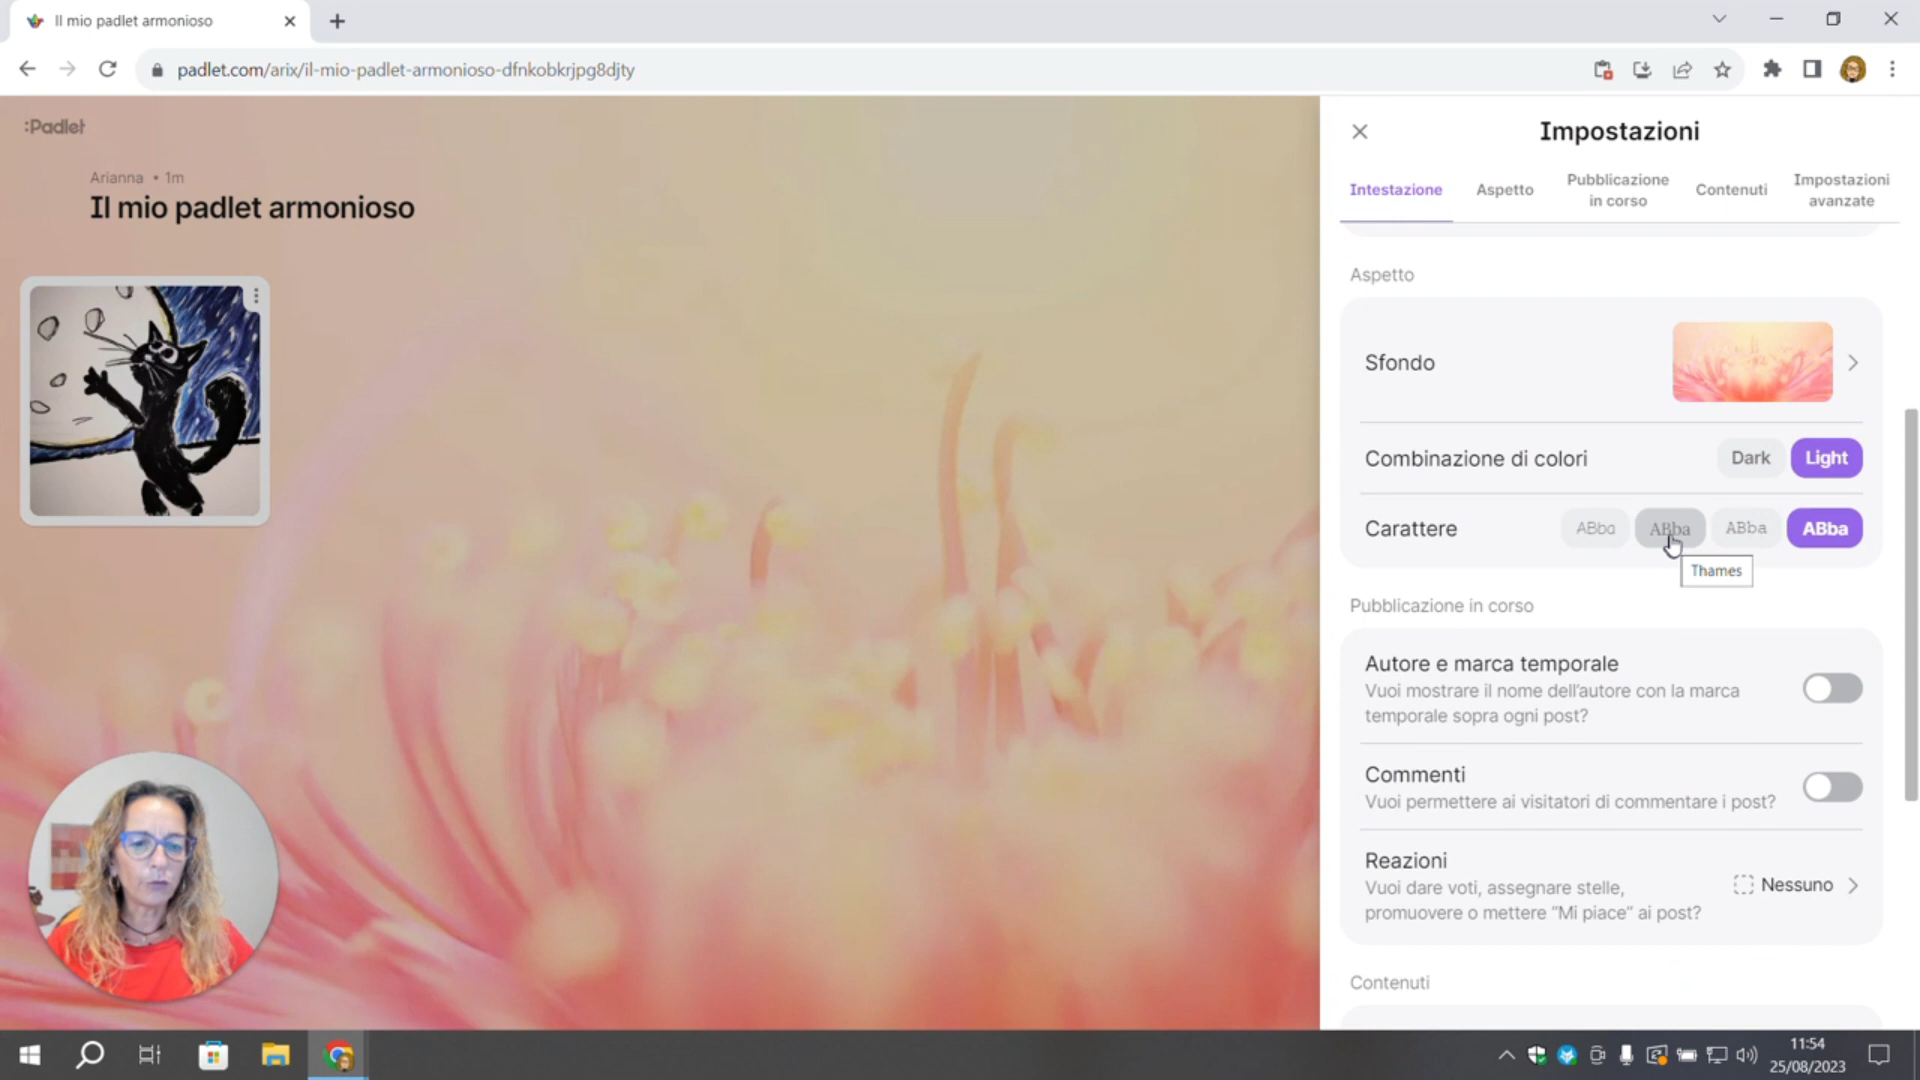 Il mio padlet armonioso
padlet.com/arix/il-mio-padlet-armonioso-dfnkobkrjpg8djty
:Padlet
Arianna • 1m
Il mio padlet armonioso
Impostazioni
Intestazione
Aspetto
Pubblicazione
in corso
Contenuti
Impostazioni
avanzate
Aspetto
Sfondo
Combinazione di colori
Dark
Light
Carattere
ABba
ABba
ABba
ABba
Thames
Pubblicazione in corso
Autore e marca temporale
Vuoi mostrare il nome dell'autore con la marca
temporale sopra ogni post?
Commenti
Vuoi permettere ai visitatori di commentare i post?
Reazioni
Vuoi dare voti, assegnare stelle,
promuovere o mettere "Mi piace" ai post?
Nessuno
Contenuti
11:54
25/08/2023